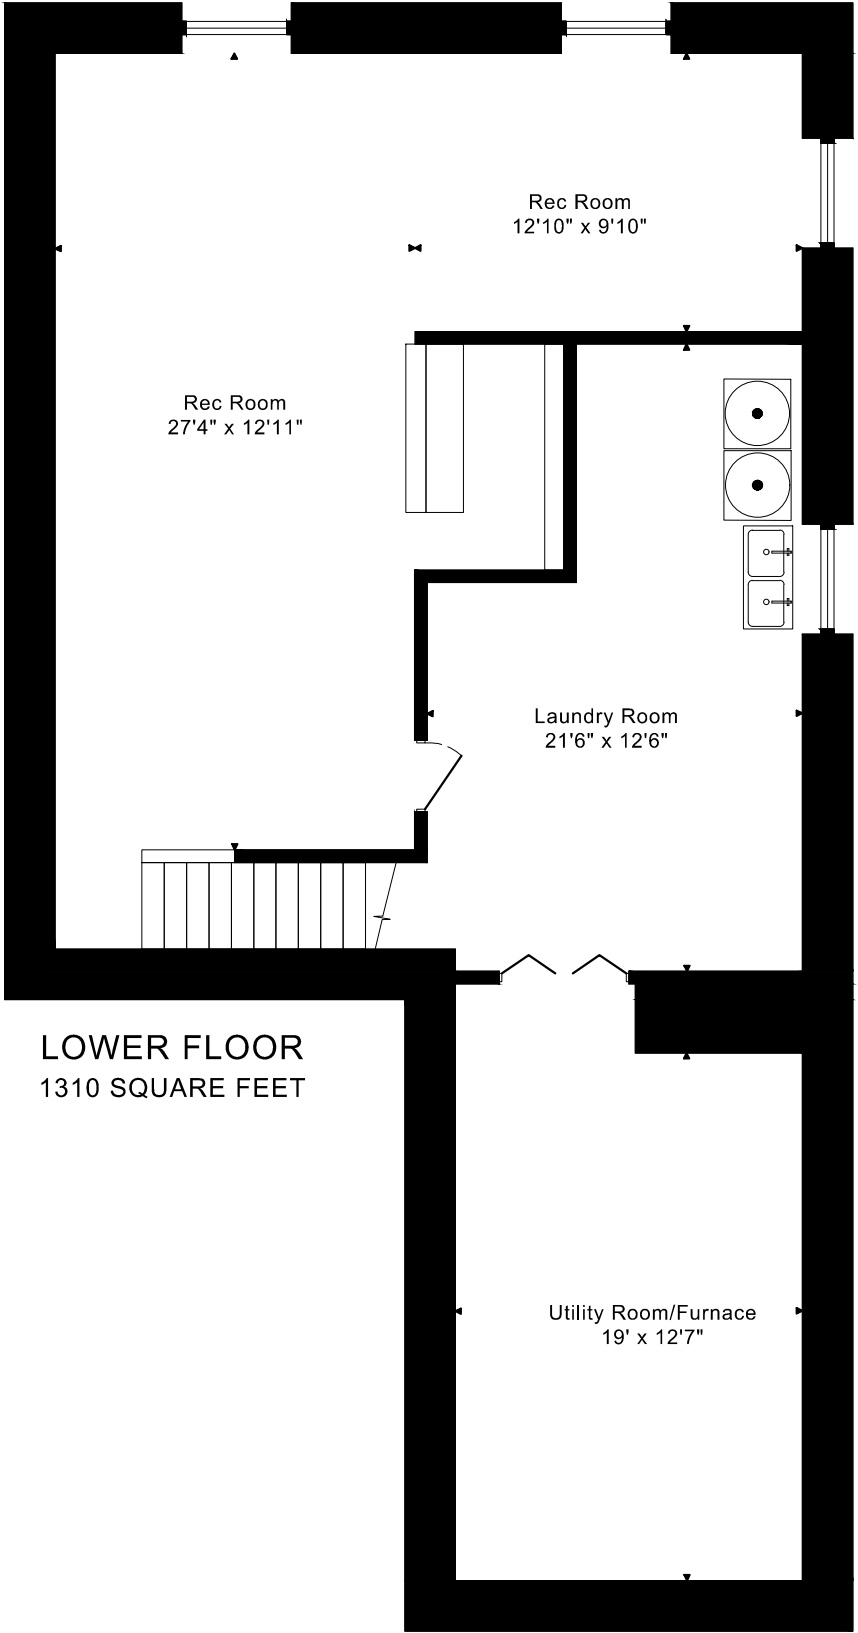 Rec Room
12'10" x 9'10"
Rec Room
27'4" x 12'11"
Laundry Room
21'6" x 12'6"
LOWER FLOOR
1310 SQUARE FEET
Utility Room/Furnace
19' x 12'7"